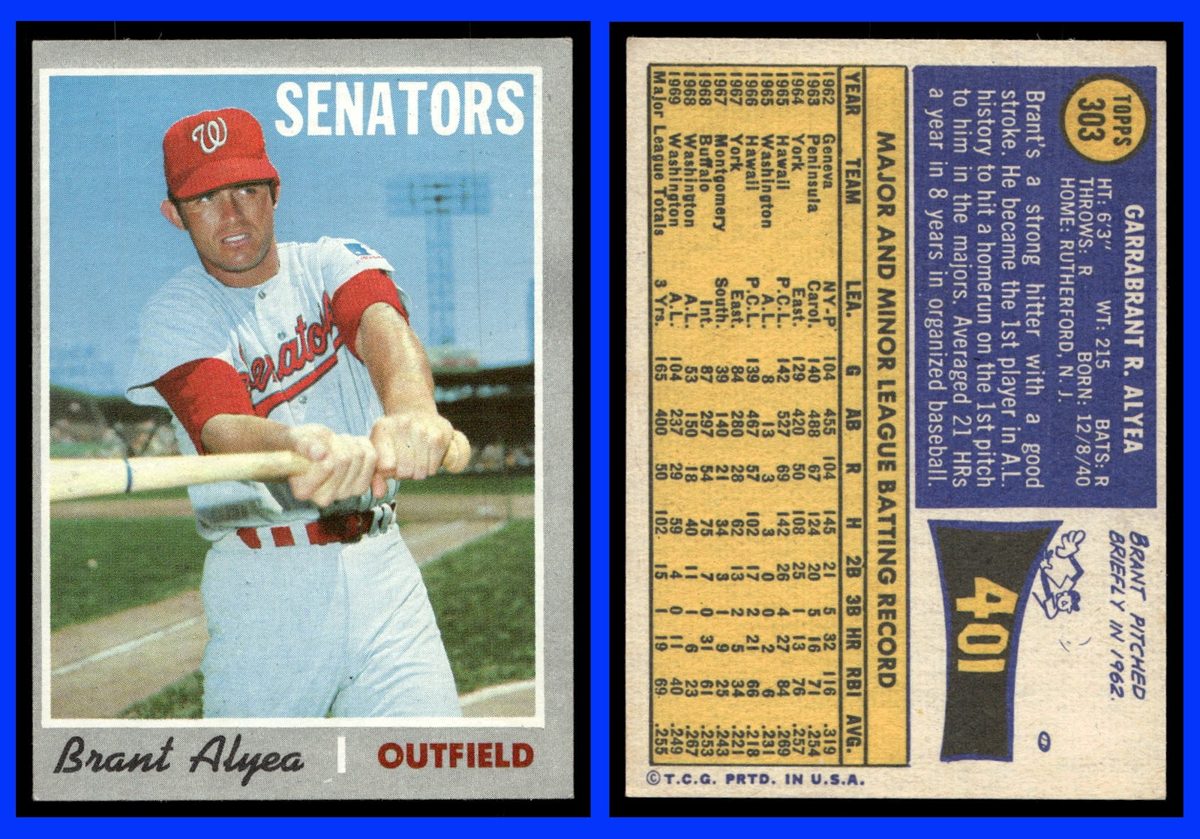 SENATORS
W
Senators
Brant Alyea
OUTFIELD
TOPPS
303
GARRABRANT R. ALYEA
HT: 6'3" WT: 215 BATS: R
THROWS: R BORN: 12/8/40
HOME: RUTHERFORD, N. J.
Brant's a strong hitter with a good
stroke. He became the 1st player in A.L.
history to hit a homerun on the 1st pitch
to him in the majors. Averaged 21 HRs
a year in 8 years in organized baseball.
BRANT PITCHED
BRIEFLY IN 1962.
401
MAJOR AND MINOR LEAGUE BATTING RECORD
YEAR TEAM LEA. G AB R H 2B 3B HR RBI AVG.
1962 Geneva NY-P 104 455 104 145 21 5 32 116 .319
1963 Peninsula Carol. 140 488 67 124 20 1 16 71 .254
1964 York East. 129 420 50 108 25 1 13 76 .257
1965 Hawaii P.C.L. 142 527 69 142 26 4 27 84 .269
1965 Washington A.L. 8 13 3 3 0 0 2 6 .231
1966 Hawaii P.C.L. 139 467 57 102 13 2 21 66 .218
1967 York East. 84 280 28 62 17 2 5 34 .221
1967 Montgomery South. 39 140 21 34 3 1 6 22 .243
1968 Buffalo Int. 87 297 54 75 7 0 31 61 .253
1968 Washington A.L. 53 150 18 40 11 1 6 23 .267
1969 Washington A.L. 104 237 29 59 4 0 11 40 .249
Major League Totals 3 Yrs. 165 400 50 102 15 1 19 69 .255
©T.C.G. PRTD. IN U.S.A.